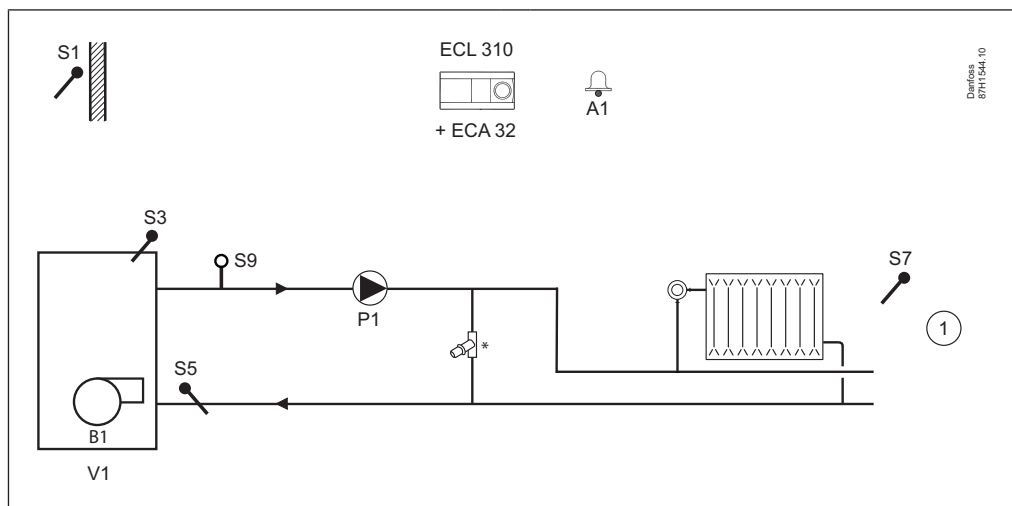 S1
ECL 310
+ ECA 32
A1
Danfoss
87H1544.10
S3
S9
P1
*
S7
1
S5
B1
V1